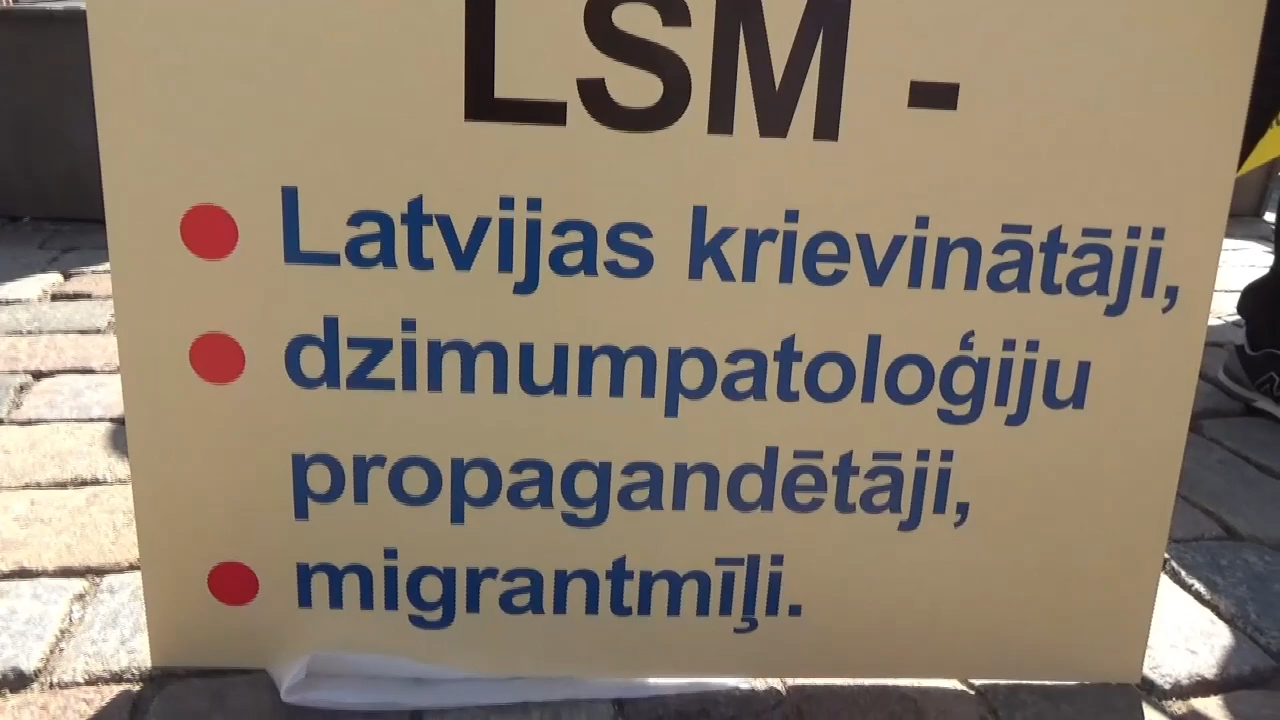 LSM -
Latvijas krievinātāji,
dzimumpatoloģiju
propagandētāji,
migrantmīļi.